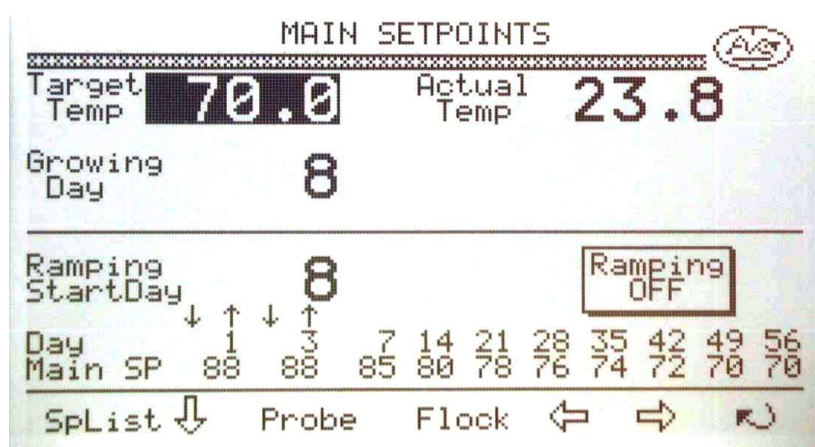 MAIN SETPOINTS
AVS
Target Temp 70.0 Actual Temp 23.8
Growing Day 8
Ramping StartDay 8 Ramping OFF
↓ ↑ ↓ ↑
Day 1 3 7 14 21 28 35 42 49 56
Main SP 88 88 85 80 78 76 74 72 70 70
SpList Probe Flock